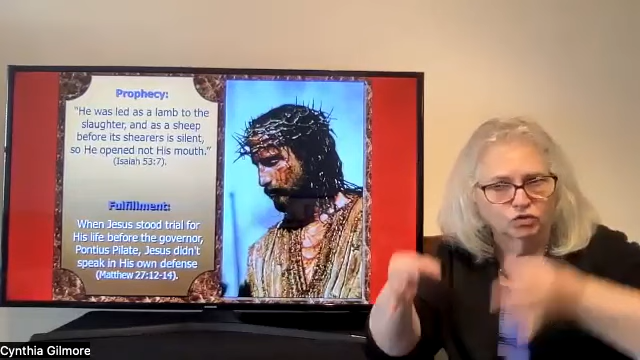 Prophecy:
"He was led as a lamb to the
slaughter, and as a sheep
before its shearers is silent,
so He opened not His mouth."
(Isaiah 53:7).
Fulfillment:
When Jesus stood trial for
His life before the governor,
Pontius Pilate, Jesus didn't
speak in His own defense
(Matthew 27:12-14).
Cynthia Gilmore